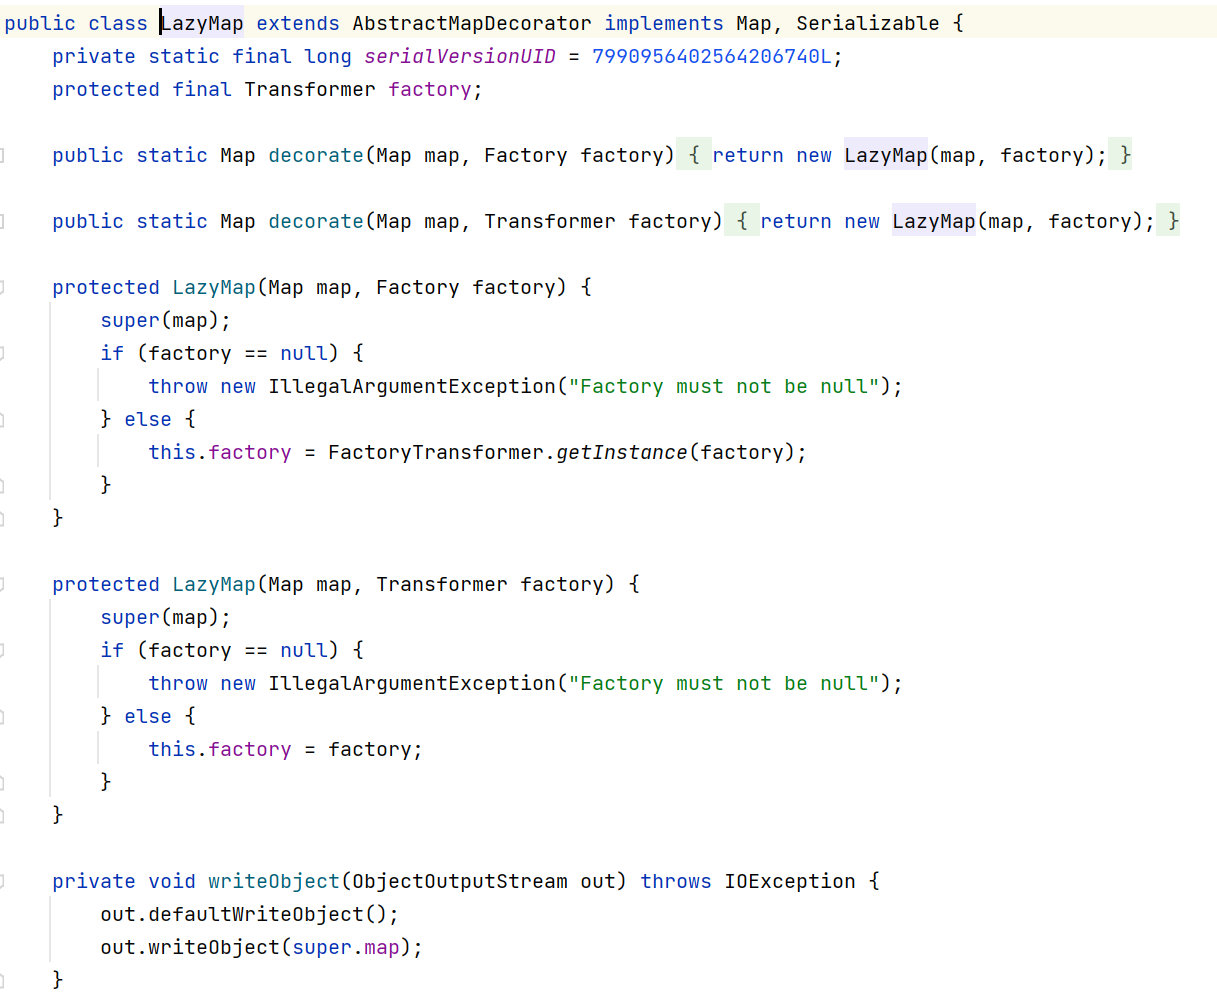 public class LazyMap extends AbstractMapDecorator implements Map, Serializable {
    private static final long serialVersionUID = 7990956402564206740L;
    protected final Transformer factory;

    public static Map decorate(Map map, Factory factory) { return new LazyMap(map, factory); }

    public static Map decorate(Map map, Transformer factory) { return new LazyMap(map, factory); }

    protected LazyMap(Map map, Factory factory) {
        super(map);
        if (factory == null) {
            throw new IllegalArgumentException("Factory must not be null");
        } else {
            this.factory = FactoryTransformer.getInstance(factory);
        }
    }

    protected LazyMap(Map map, Transformer factory) {
        super(map);
        if (factory == null) {
            throw new IllegalArgumentException("Factory must not be null");
        } else {
            this.factory = factory;
        }
    }

    private void writeObject(ObjectOutputStream out) throws IOException {
        out.defaultWriteObject();
        out.writeObject(super.map);
    }